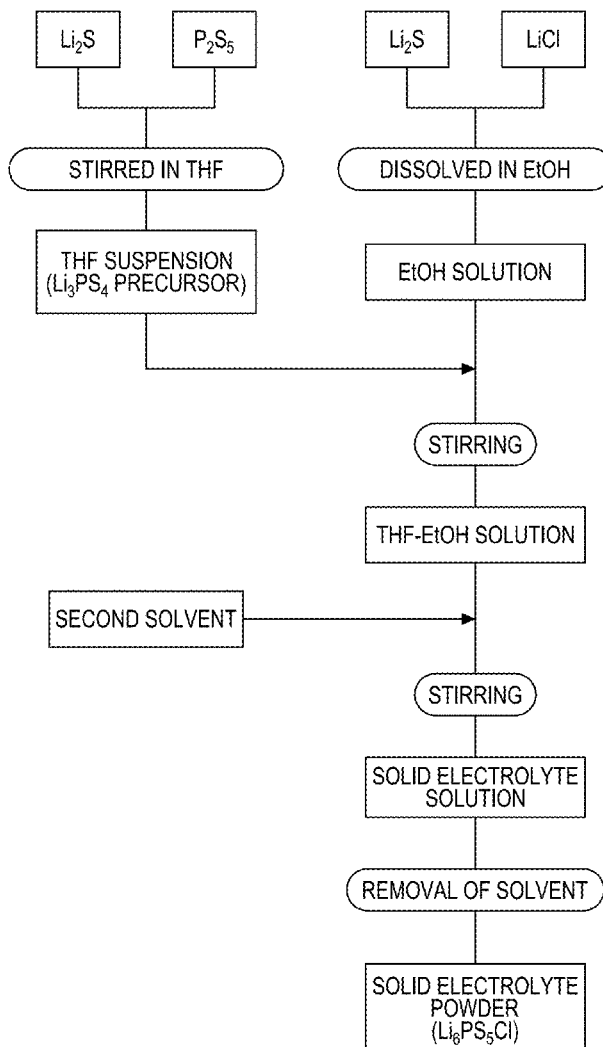 Li₂S
P₂S₅
Li₂S
LiCl
STIRRED IN THF
DISSOLVED IN EtOH
THF SUSPENSION
(Li₃PS₄ PRECURSOR)
EtOH SOLUTION
STIRRING
THF-EtOH SOLUTION
SECOND SOLVENT
STIRRING
SOLID ELECTROLYTE
SOLUTION
REMOVAL OF SOLVENT
SOLID ELECTROLYTE
POWDER
(Li₆PS₅Cl)